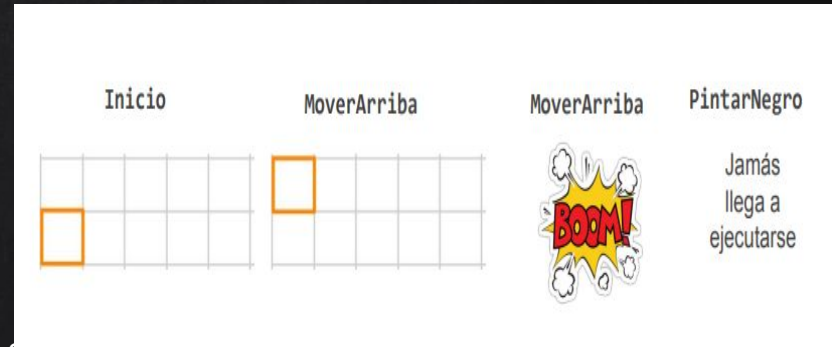 Inicio
MoverArriba
MoverArriba
PintarNegro
BOOM!
Jamás
llega a
ejecutarse